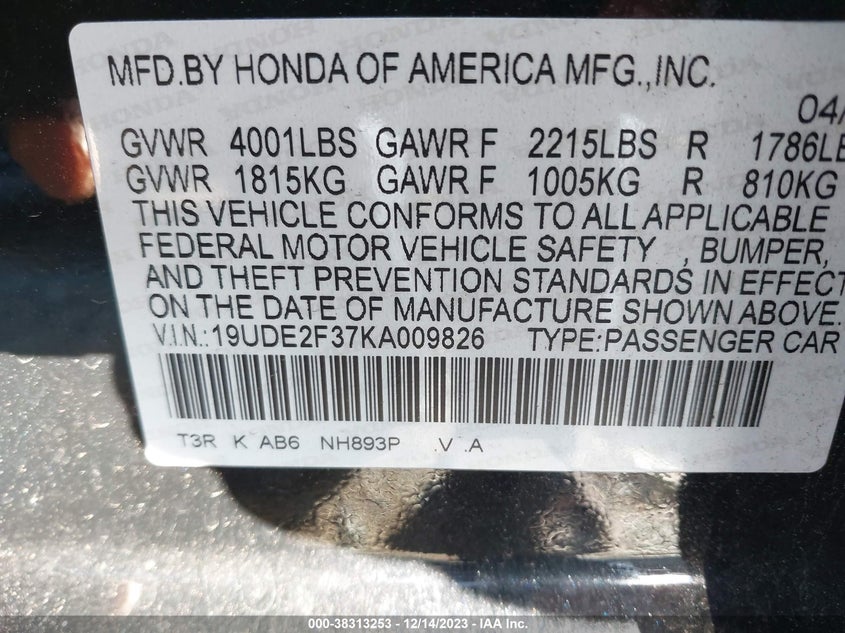 MFD.BY HONDA OF AMERICA MFG.,INC.
04/
GVWR 4001LBS GAWR F 2215LBS R 1786LB
GVWR 1815KG GAWR F 1005KG R 810KG
THIS VEHICLE CONFORMS TO ALL APPLICABLE
FEDERAL MOTOR VEHICLE SAFETY , BUMPER,
AND THEFT PREVENTION STANDARDS IN EFFECT
ON THE DATE OF MANUFACTURE SHOWN ABOVE.
V.I.N.:19UDE2F37KA009826 TYPE:PASSENGER CAR
T3R K AB6 NH893P .V .A
000-38313253 - 12/14/2023 - IAA Inc.